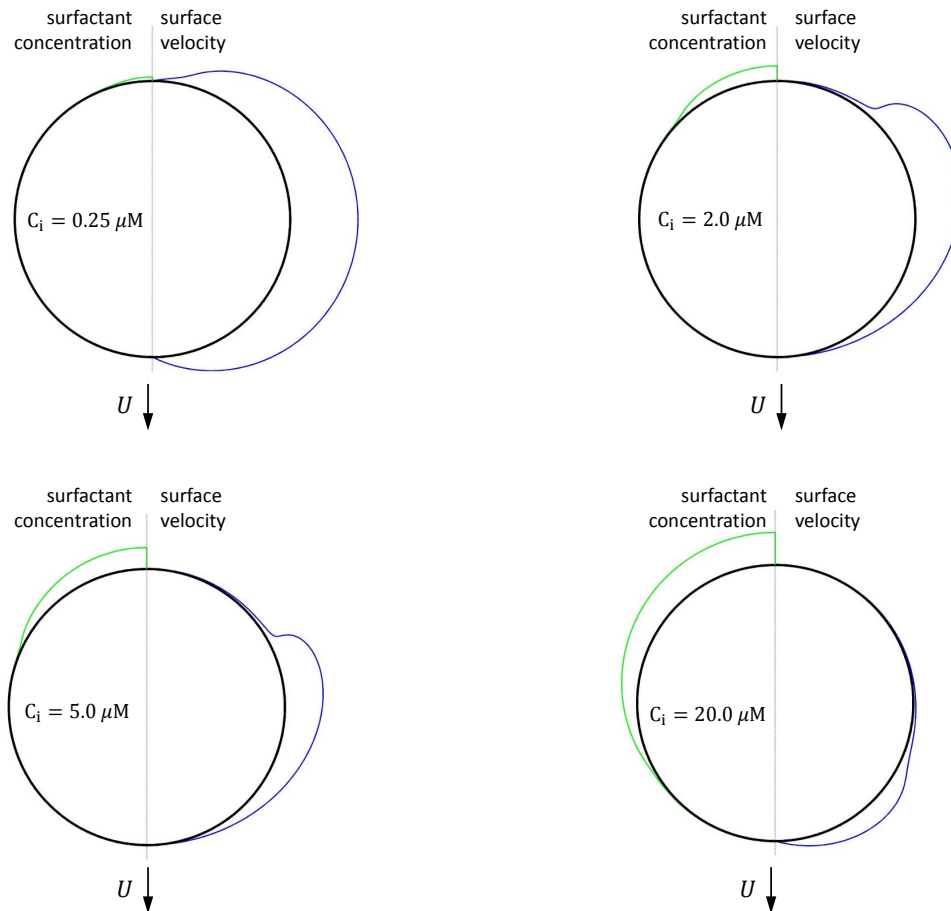 surfactant concentration
surface velocity
C_i = 0.25 μM
U
surfactant concentration
surface velocity
C_i = 2.0 μM
U
surfactant concentration
surface velocity
C_i = 5.0 μM
U
surfactant concentration
surface velocity
C_i = 20.0 μM
U